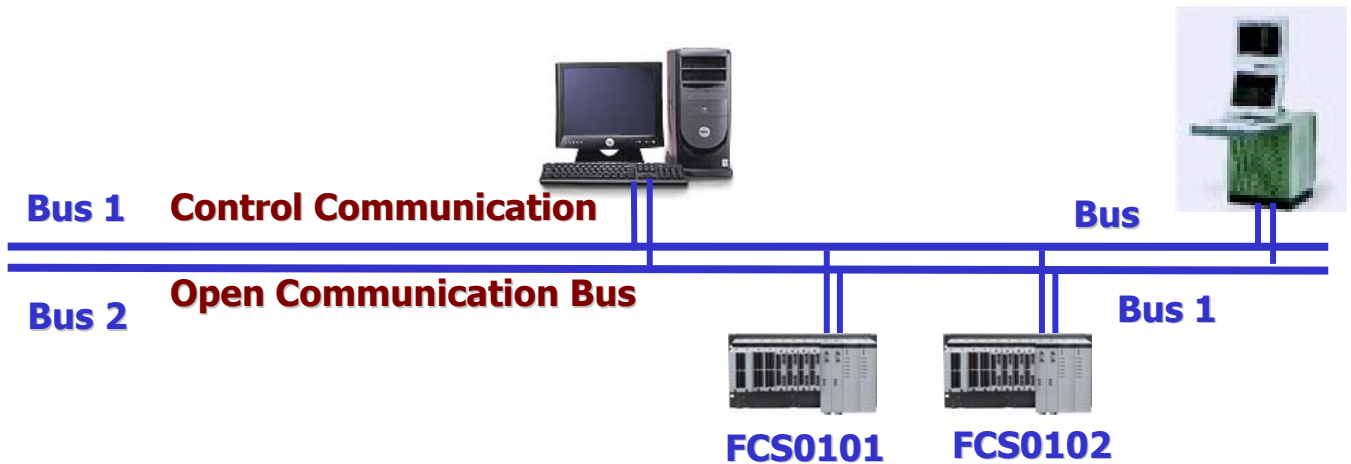 Bus 1 Control Communication
Bus
Open Communication Bus
Bus 2
Bus 1
FCS0101
FCS0102